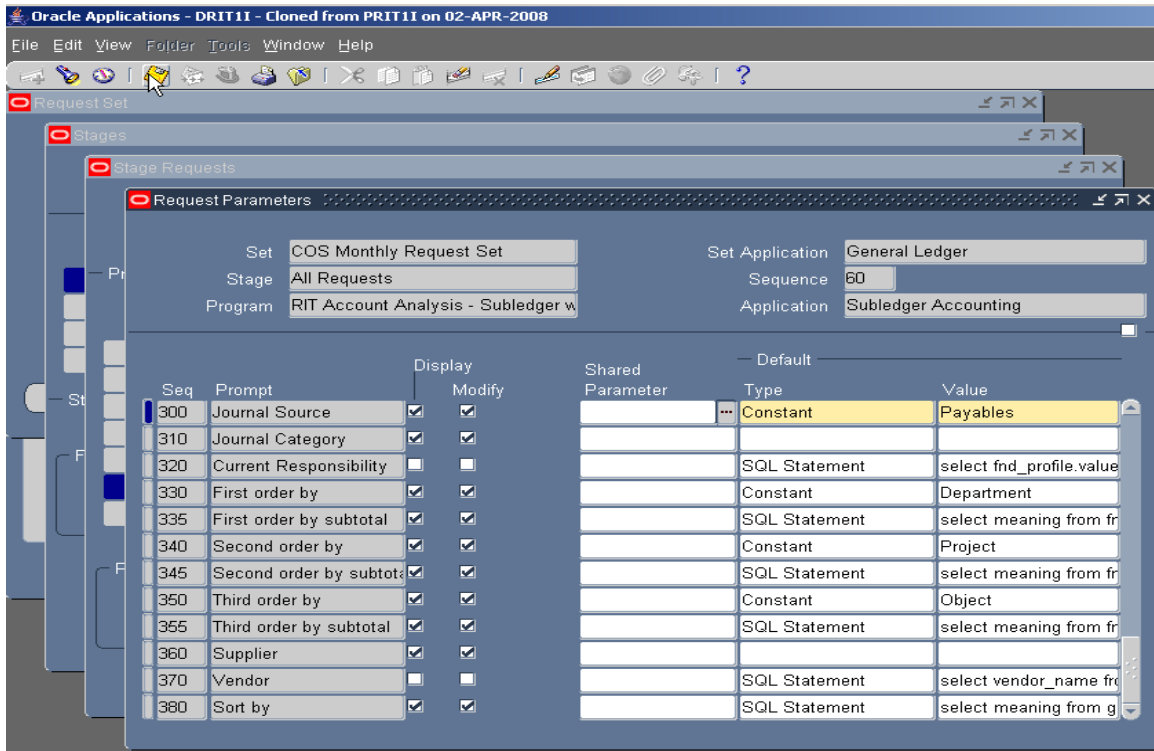 Oracle Applications - DRIT1I - Cloned from PRIT1I on 02-APR-2008
File Edit View Folder Tools Window Help
Request Set
Stages
Stage Requests
Request Parameters
Set COS Monthly Request Set Set Application General Ledger
Pr Stage All Requests Sequence 60
Program RIT Account Analysis - Subledger w Application Subledger Accounting
Display Shared Default
Seq Prompt Modify Parameter Type Value
St 300 Journal Source Constant Payables
310 Journal Category
F 320 Current Responsibility SQL Statement select fnd_profile.value
330 First order by Constant Department
335 First order by subtotal SQL Statement select meaning from fr
340 Second order by Constant Project
F 345 Second order by subtota SQL Statement select meaning from fr
350 Third order by Constant Object
355 Third order by subtotal SQL Statement select meaning from fr
360 Supplier
370 Vendor SQL Statement select vendor_name fro
380 Sort by SQL Statement select meaning from g